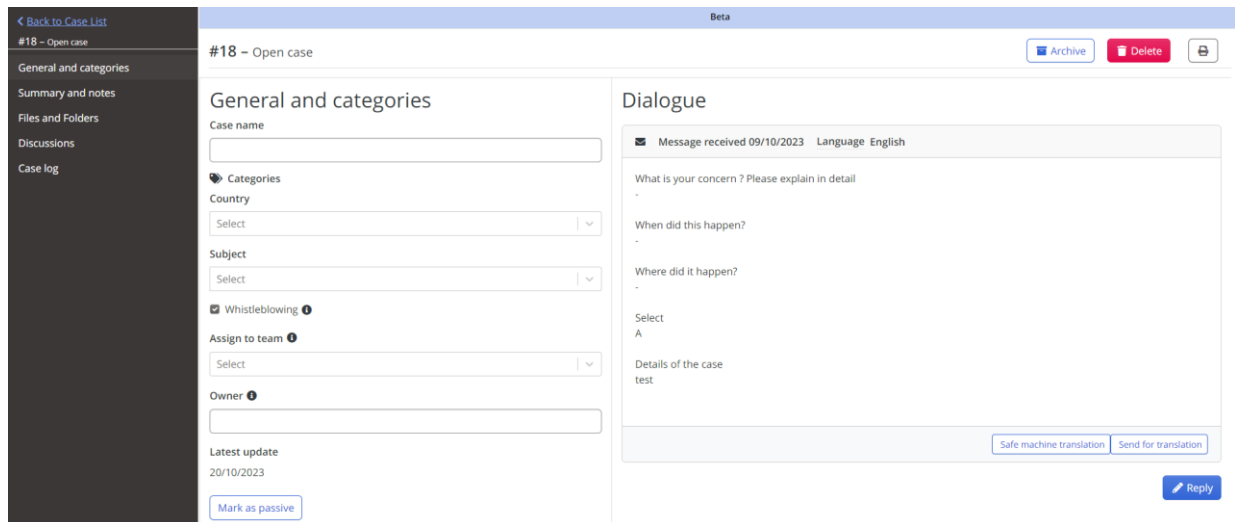 Back to Case List
#18 – Open case
General and categories
Summary and notes
Files and Folders
Discussions
Case log
Beta
#18 – Open case
Archive
Delete
General and categories
Case name
Categories
Country
Select
Subject
Select
Whistleblowing
Assign to team
Select
Owner
Latest update
20/10/2023
Mark as passive
Dialogue
Message received 09/10/2023 Language English
What is your concern ? Please explain in detail
-
When did this happen?
-
Where did it happen?
-
Select
A
Details of the case
test
Safe machine translation
Send for translation
Reply